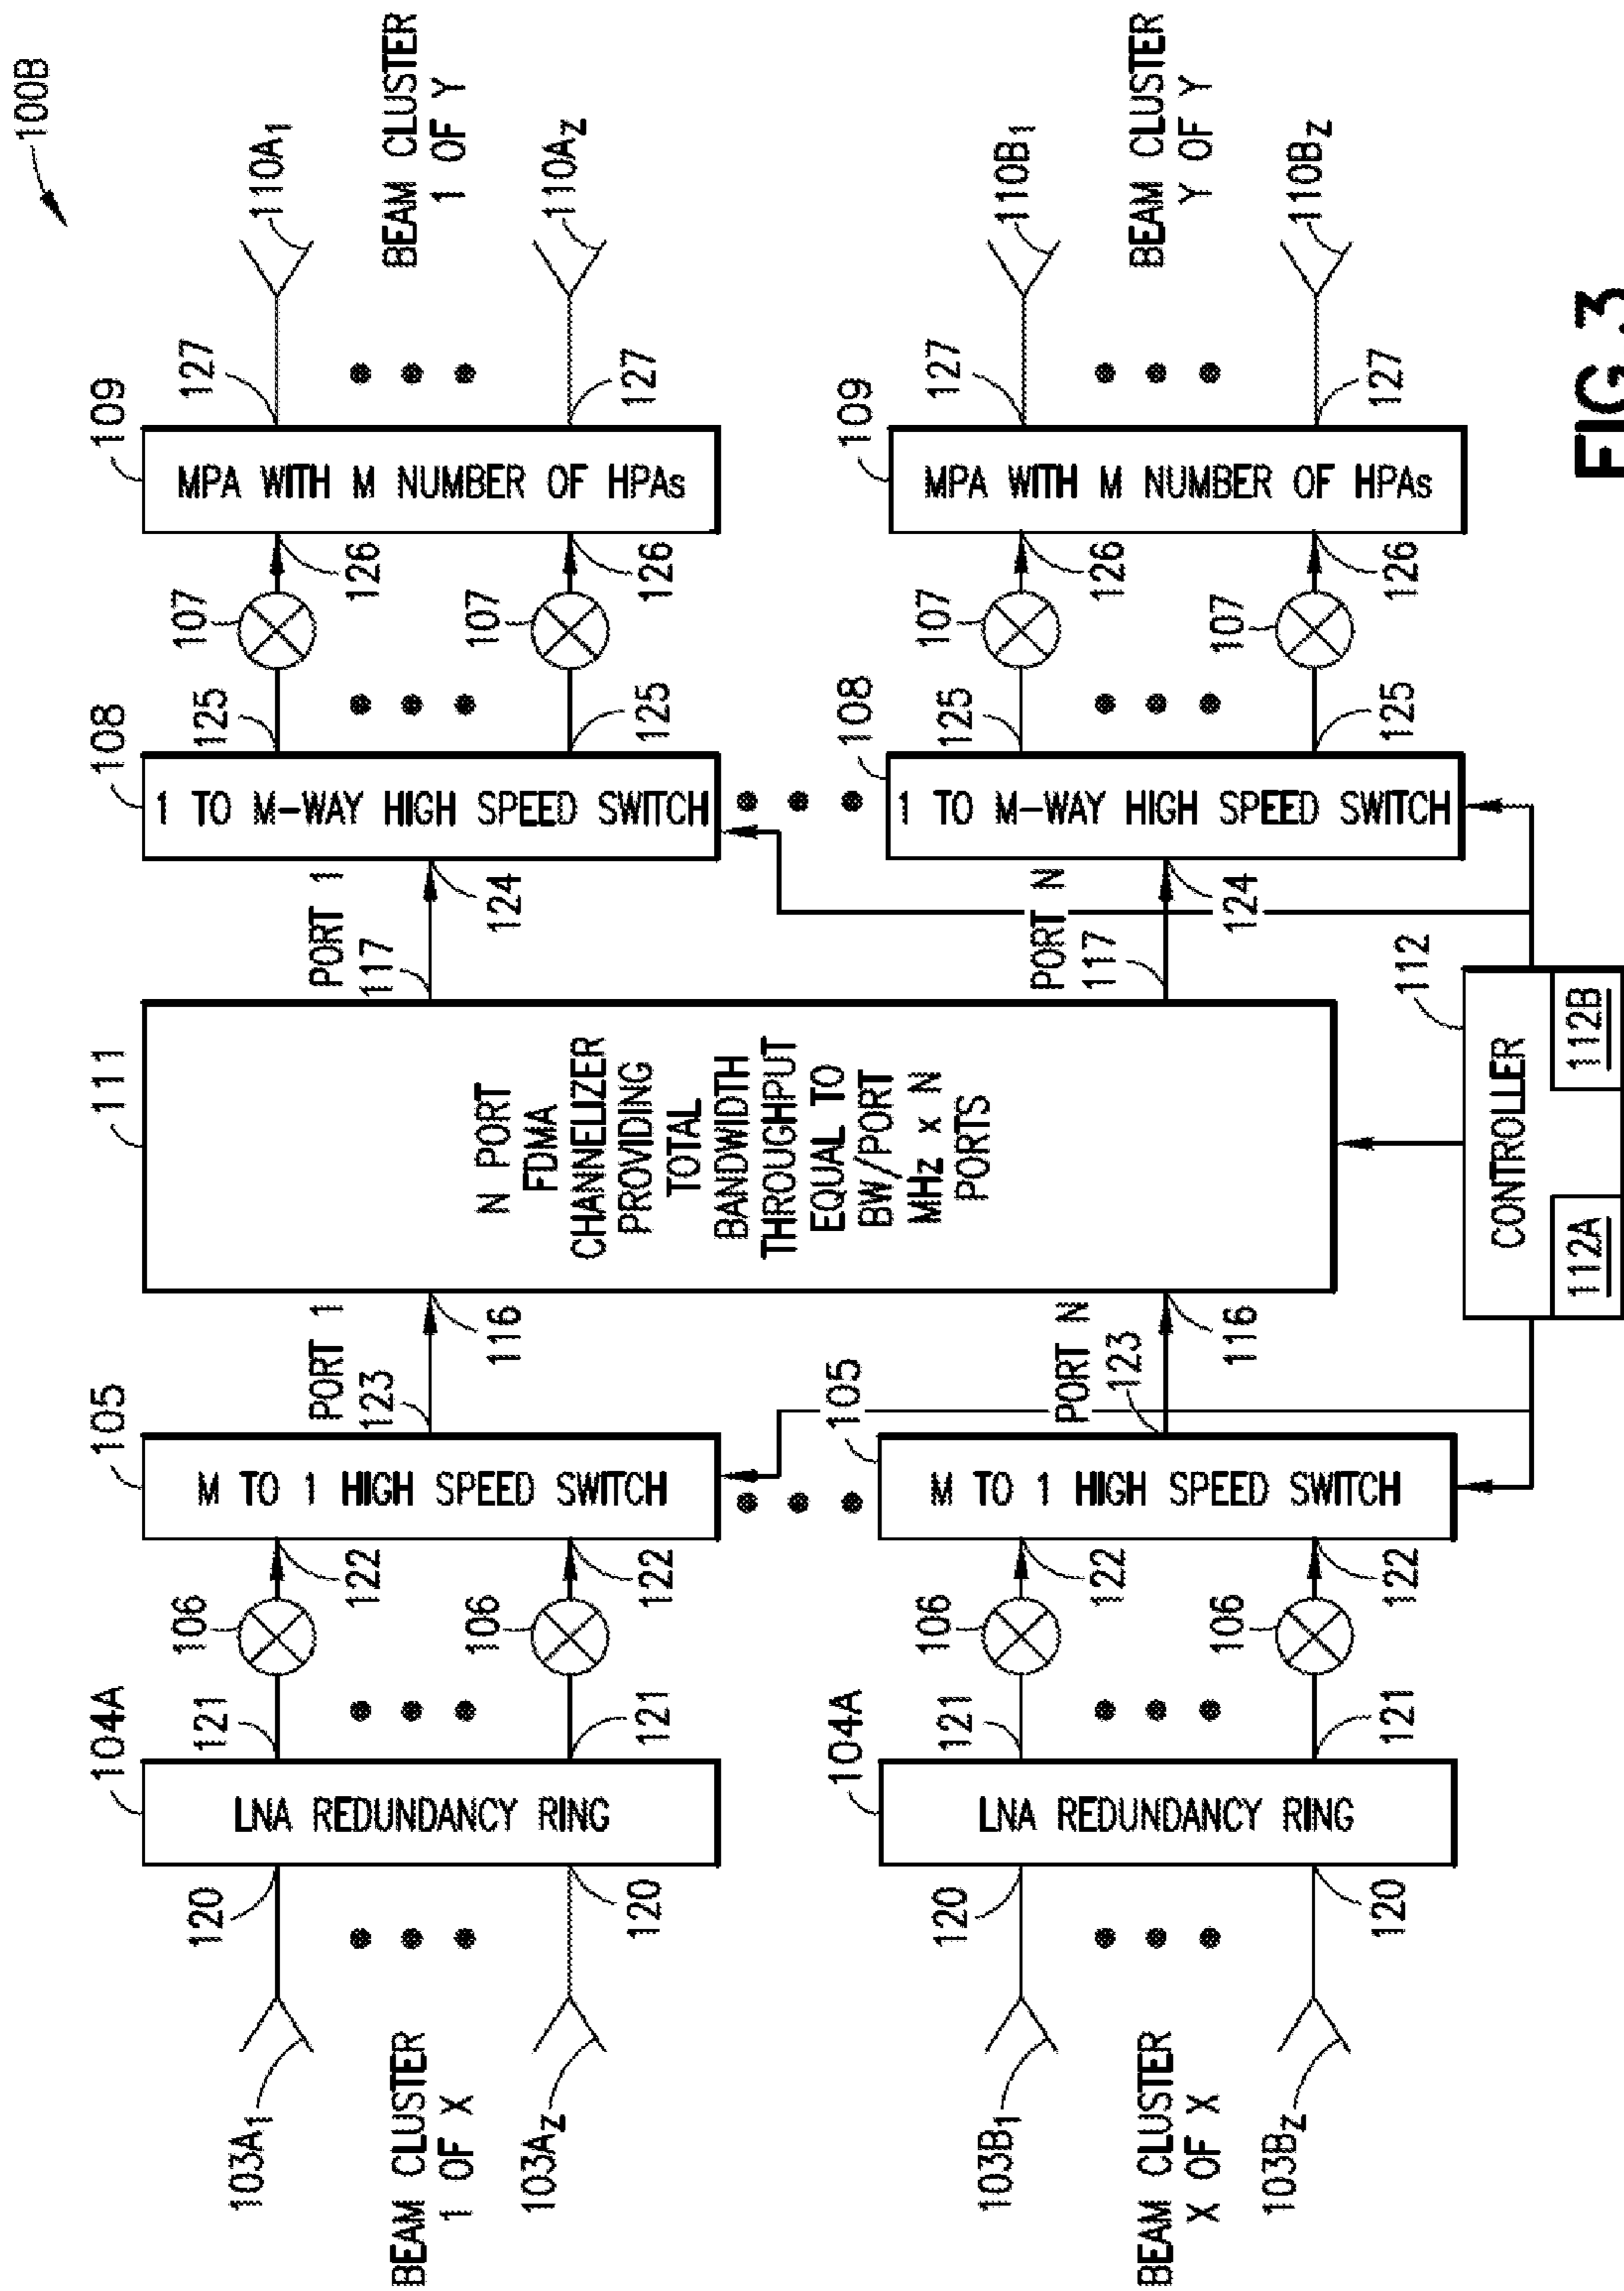 100B
103A1
BEAM CLUSTER
1 OF X
103Az
120
120
104A
LNA REDUNDANCY RING
121
121
106
106
122
122
105
M TO 1 HIGH SPEED SWITCH
PORT 1
123
116
111
N PORT
FDMA
CHANNELIZER
PROVIDING
TOTAL
BANDWIDTH
THROUGHPUT
EQUAL TO
BW/PORT
MHz x N
PORTS
PORT 1
117
124
108
1 TO M-WAY HIGH SPEED SWITCH
125
125
107
107
126
126
109
MPA WITH M NUMBER OF HPAs
127
127
110A1
BEAM CLUSTER
1 OF Y
110Az
103B1
BEAM CLUSTER
X OF X
103Bz
120
120
104A
LNA REDUNDANCY RING
121
121
106
106
122
122
105
M TO 1 HIGH SPEED SWITCH
PORT N
123
116
PORT N
117
124
108
1 TO M-WAY HIGH SPEED SWITCH
125
125
107
107
126
126
109
MPA WITH M NUMBER OF HPAs
127
127
110B1
BEAM CLUSTER
Y OF Y
110Bz
112
CONTROLLER
112A
112B
FIG.3